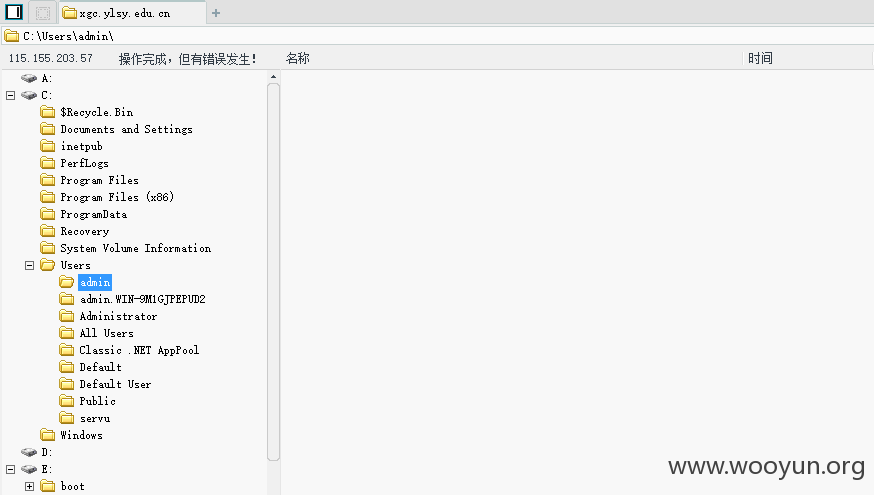 xgc.ylsy.edu.cn
C:\Users\admin\
115.155.203.57 操作完成，但有错误发生! 名称 时间
A:
C:
$Recycle.Bin
Documents and Settings
inetpub
PerfLogs
Program Files
Program Files (x86)
ProgramData
Recovery
System Volume Information
Users
admin
admin.WIN-9M1GJPEPUD2
Administrator
All Users
Classic .NET AppPool
Default
Default User
Public
servu
Windows
D:
E:
boot
www.wooyun.org